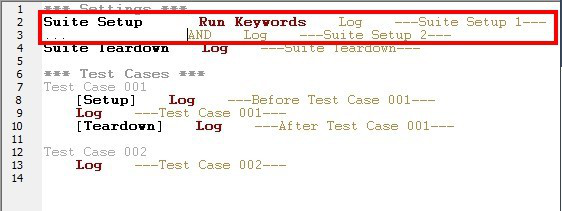 1 *** Settings ***
2 Suite Setup Run Keywords Log ---Suite Setup 1---
3 ... AND Log ---Suite Setup 2---
4 Suite Teardown Log ---Suite Teardown---
5
6 *** Test Cases ***
7 Test Case 001
8 [Setup] Log ---Before Test Case 001---
9 Log ---Test Case 001---
10 [Teardown] Log ---After Test Case 001---
11
12 Test Case 002
13 Log ---Test Case 002---
14